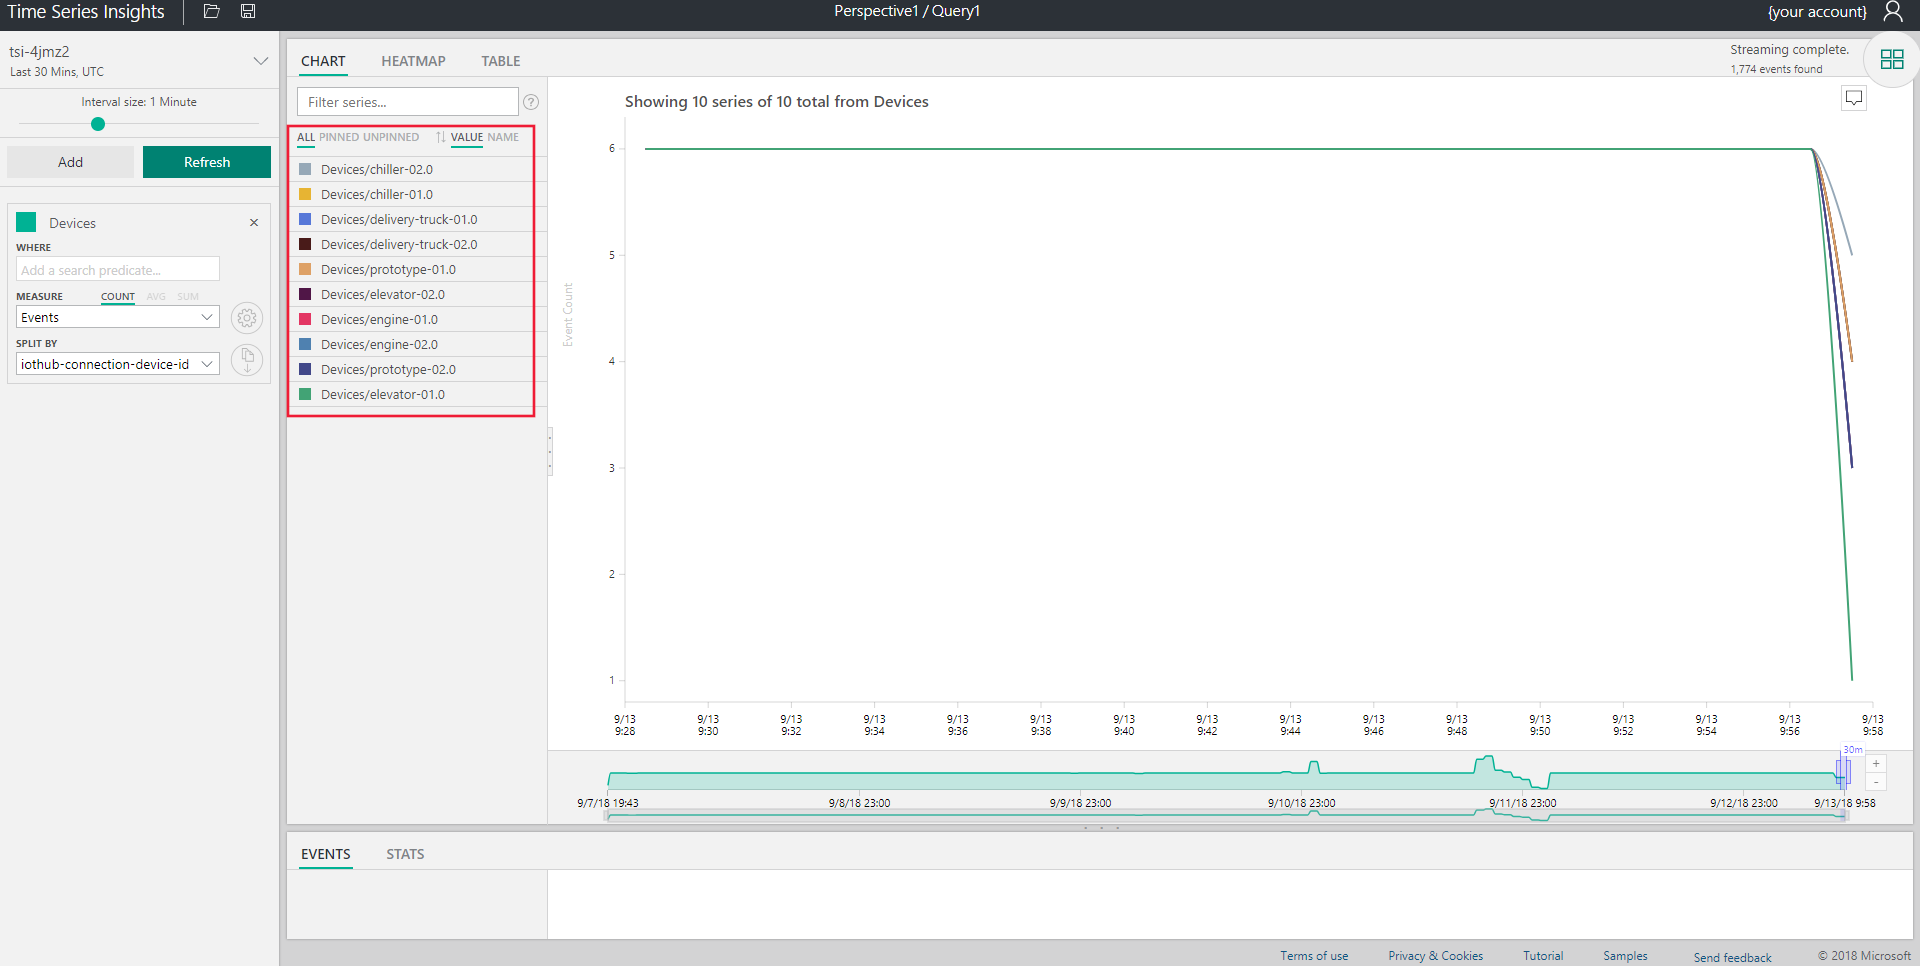 Time Series Insights
Perspective1 / Query1
{your account}
tsi-4jmz2
Last 30 Mins, UTC
Interval size: 1 Minute
Add
Refresh
Devices
×
WHERE
Add a search predicate...
MEASURE COUNT AVG SUM
Events
SPLIT BY
iothub-connection-device-id
CHART HEATMAP TABLE
Streaming complete.
1,774 events found
Filter series...
?
ALL PINNED UNPINNED VALUE NAME
Devices/chiller-02.0
Devices/chiller-01.0
Devices/delivery-truck-01.0
Devices/delivery-truck-02.0
Devices/prototype-01.0
Devices/elevator-02.0
Devices/engine-01.0
Devices/engine-02.0
Devices/prototype-02.0
Devices/elevator-01.0
Showing 10 series of 10 total from Devices
Event Count
6
5
4
3
2
1
9/13 9/13 9/13 9/13 9/13 9/13 9/13 9/13 9/13 9/13 9/13 9/13 9/13 9/13 9/13 9/13
9:28 9:30 9:32 9:34 9:36 9:38 9:40 9:42 9:44 9:46 9:48 9:50 9:52 9:54 9:56 9:58
30m
+
-
9/7/18 19:43 9/8/18 23:00 9/9/18 23:00 9/10/18 23:00 9/11/18 23:00 9/12/18 23:00 9/13/18 9:58
EVENTS STATS
Terms of use Privacy & Cookies Tutorial Samples Send feedback © 2018 Microsoft